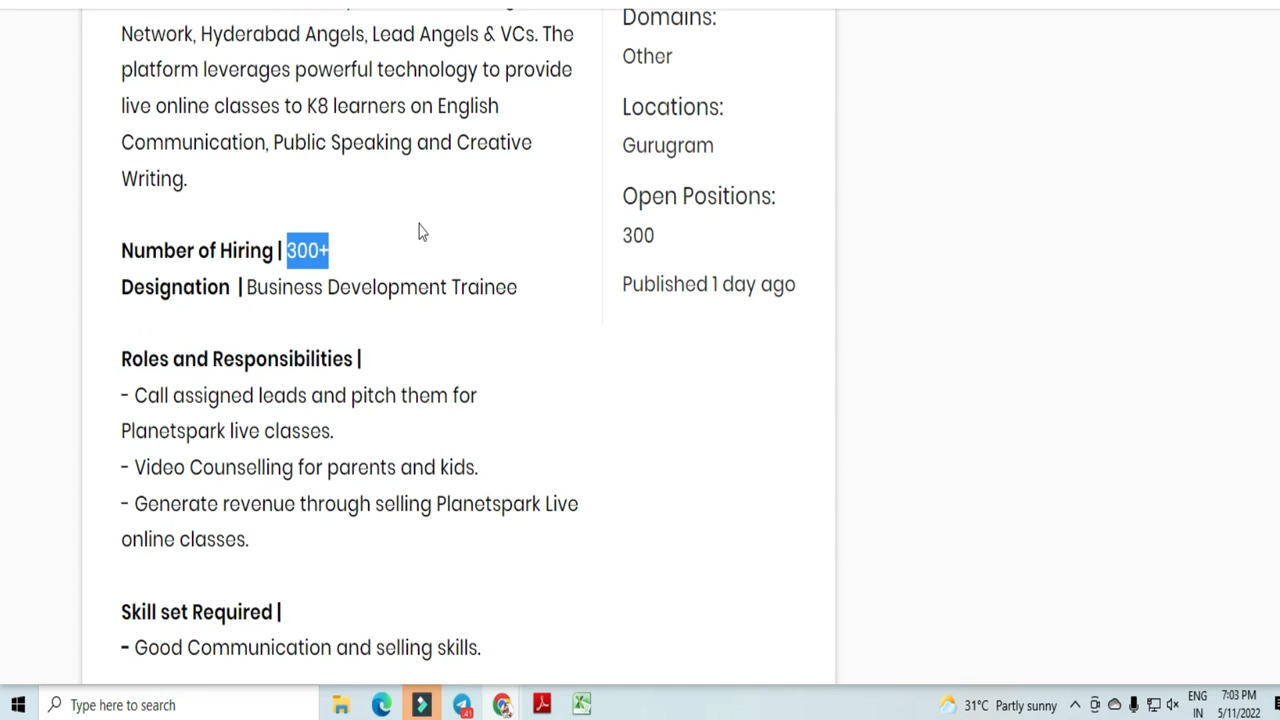 Network, Hyderabad Angels, Lead Angels & VCs. The
platform leverages powerful technology to provide
live online classes to K8 learners on English
Communication, Public Speaking and Creative
Writing.
Number of Hiring | 300+
Designation | Business Development Trainee
Roles and Responsibilities |
- Call assigned leads and pitch them for
Planetspark live classes.
- Video Counselling for parents and kids.
- Generate revenue through selling Planetspark Live
online classes.
Skill set Required |
- Good Communication and selling skills.
Domains:
Other
Locations:
Gurugram
Open Positions:
300
Published 1 day ago
Type here to search
41
31°C Partly sunny
ENG
IN
7:03 PM
5/11/2022